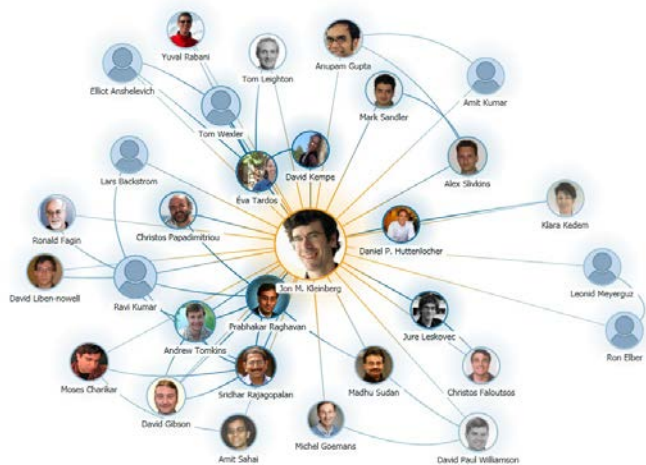 Yuval Rabani
Tom Leighton
Anupam Gupta
Elliot Anshelevich
Amit Kumar
Mark Sandler
Tom Wexler
David Kempe
Lars Backstrom
Alex Slivkins
Éva Tardos
Christos Papadimitriou
Klara Kedem
Ronald Fagin
Daniel P. Huttenlocher
Jon M. Kleinberg
Leonid Meyerguz
David Liben-nowell
Ravi Kumar
Prabhakar Raghavan
Jure Leskovec
Andrew Tomkins
Ron Elber
Moses Charikar
Sridhar Rajagopalan
Madhu Sudan
Christos Faloutsos
David Gibson
Michel Goemans
Amit Sahai
David Paul Williamson